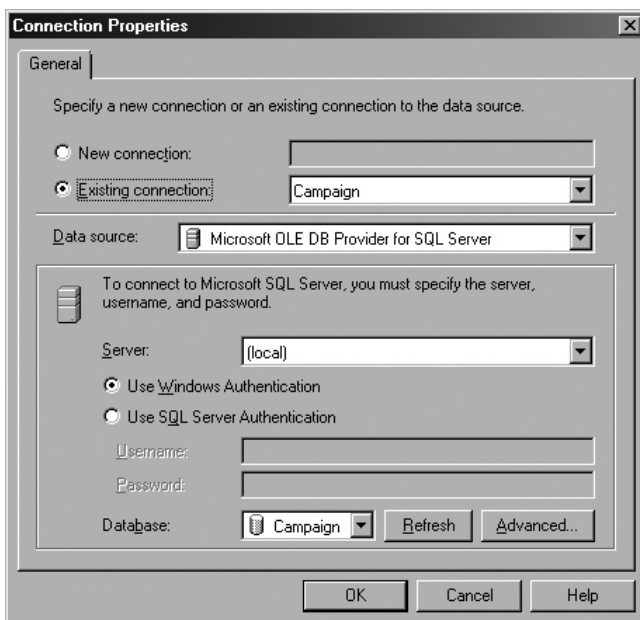 Connection Properties
General
Specify a new connection or an existing connection to the data source.
New connection:
Existing connection: Campaign
Data source: Microsoft OLE DB Provider for SQL Server
To connect to Microsoft SQL Server, you must specify the server,
username, and password.
Server: (local)
Use Windows Authentication
Use SQL Server Authentication
Username:
Password:
Database: Campaign Refresh Advanced...
OK Cancel Help